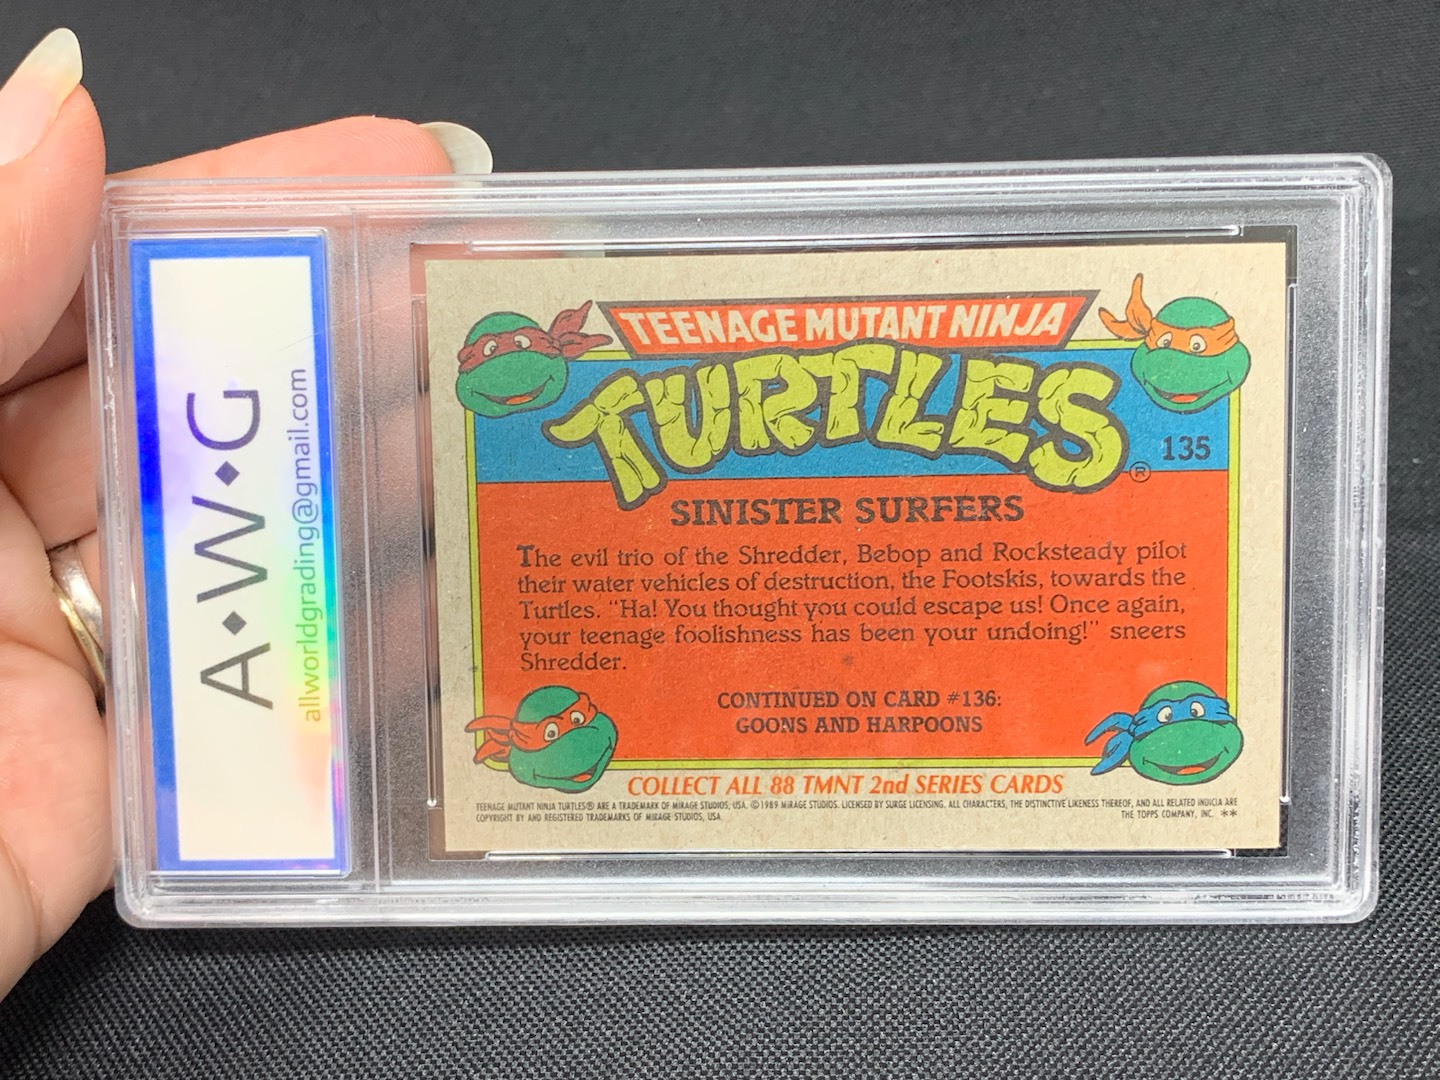 A•W•G
allworldgrading@gmail.com
TEENAGE MUTANT NINJA
TURTLES®
135
SINISTER SURFERS
The evil trio of the Shredder, Bebop and Rocksteady pilot
their water vehicles of destruction, the Footskis, towards the
Turtles. "Ha! You thought you could escape us! Once again,
your teenage foolishness has been your undoing!" sneers
Shredder.
CONTINUED ON CARD #136:
GOONS AND HARPOONS
COLLECT ALL 88 TMNT 2nd SERIES CARDS
TEENAGE MUTANT NINJA TURTLES® ARE A TRADEMARK OF MIRAGE STUDIOS, USA. ©1989 MIRAGE STUDIOS. LICENSED BY SURGE LICENSING. ALL CHARACTERS, THE DISTINCTIVE LIKENESS THEREOF, AND ALL RELATED INDICIA ARE
COPYRIGHT BY AND REGISTERED TRADEMARKS OF MIRAGE STUDIOS, USA. THE TOPPS COMPANY, INC. **